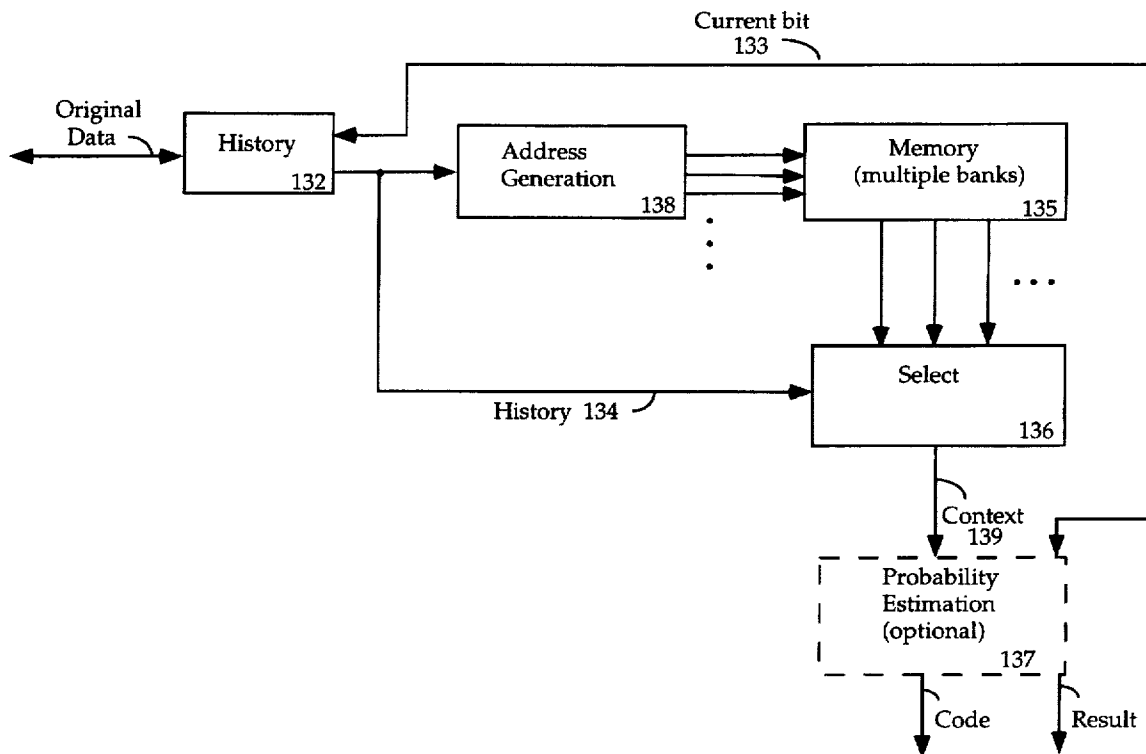 Current bit
133
Original
Data
History
132
Address
Generation
138
Memory
(multiple banks)
135
History 134
Select
136
Context
139
Probability
Estimation
(optional)
137
Code
Result